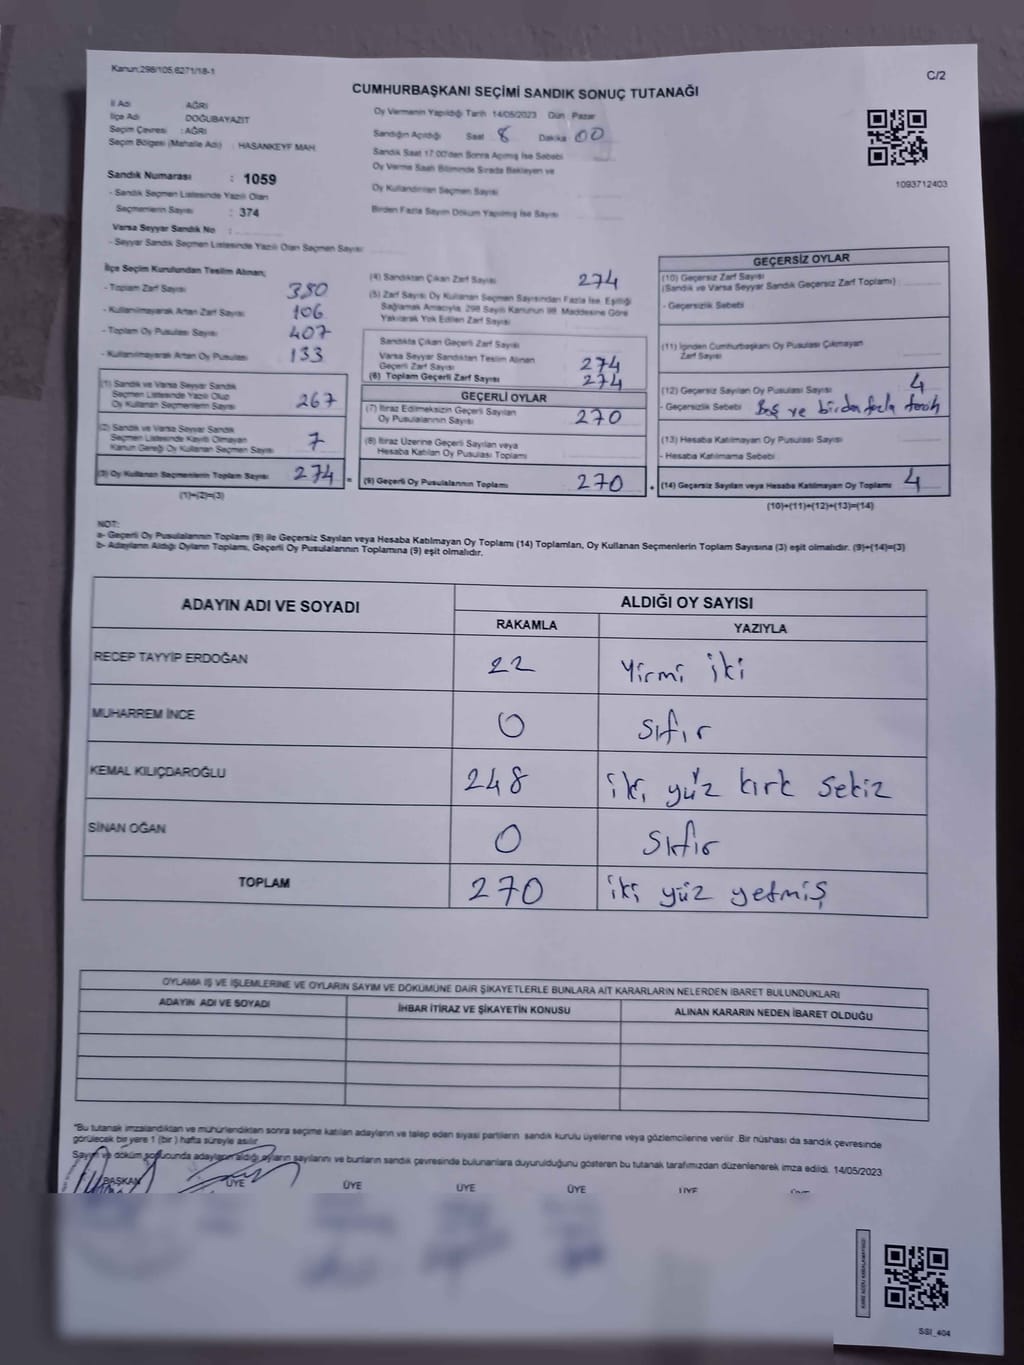 Kanun:298/105,6271/18-1
C/2
CUMHURBAŞKANI SEÇİMİ SANDIK SONUÇ TUTANAĞI
İl Adı AĞRI
İlçe Adı DOĞUBAYAZIT
Seçim Çevresi : AĞRI
Seçim Bölgesi (Mahalle Adı) : HASANKEYF MAH.
Sandık Numarası : 1059
- Sandık Seçmen Listesinde Yazılı Olan
Seçmenlerin Sayısı : 374
Varsa Seyyar Sandık No :
- Seyyar Sandık Seçmen Listesinde Yazılı Olan Seçmen Sayısı
Oy Vermenin Yapıldığı Tarih 14/05/2023 Gün : Pazar
Sandığın Açıldığı Saat 8 Dakika 00
Sandık Saat 17:00'den Sonra Açılmış İse Sebebi
Oy Verme Saati Bitiminde Sırada Bekleyen ve
Oy Kullandırılan Seçmen Sayısı
Birden Fazla Sayım Döküm Yapılmış İse Sayısı
1093712403
İlçe Seçim Kurulundan Teslim Alınan;
- Toplam Zarf Sayısı 380
- Kullanılmayarak Artan Zarf Sayısı 106
- Toplam Oy Pusulası Sayısı 407
- Kullanılmayarak Artan Oy Pusulası 133
(1) Sandık ve Varsa Seyyar Sandık
Seçmen Listesinde Yazılı Olup
Oy Kullanan Seçmenlerin Sayısı 267
(2) Sandık ve Varsa Seyyar Sandık
Seçmen Listesinde Kayıtlı Olmayan
Kanun Gereği Oy Kullanan Seçmen Sayısı 7
(3) Oy Kullanan Seçmenlerin Toplam Sayısı 274 =
(1)+(2)=(3)
(4) Sandıktan Çıkan Zarf Sayısı 274
(5) Zarf Sayısı Oy Kullanan Seçmen Sayısından Fazla İse, Eşitliği
Sağlamak Amacıyla, 298 Sayılı Kanunun 98. Maddesine Göre
Yakılarak Yok Edilen Zarf Sayısı
Sandıkta Çıkan Geçerli Zarf Sayısı
Varsa Seyyar Sandıktan Teslim Alınan
Geçerli Zarf Sayısı 274
(6) Toplam Geçerli Zarf Sayısı 274
GEÇERLİ OYLAR
(7) İtiraz Edilmeksizin Geçerli Sayılan
Oy Pusulalarının Sayısı 270
(8) İtiraz Üzerine Geçerli Sayılan veya
Hesaba Katılan Oy Pusulası Toplamı
(9) Geçerli Oy Pusulalarının Toplamı 270 +
GEÇERSİZ OYLAR
(10) Geçersiz Zarf Sayısı
(Sandık ve Varsa Seyyar Sandık Geçersiz Zarf Toplamı)
- Geçersizlik Sebebi
(11) İçinden Cumhurbaşkanı Oy Pusulası Çıkmayan
Zarf Sayısı
(12) Geçersiz Sayılan Oy Pusulası Sayısı 4
- Geçersizlik Sebebi Boş ve birden fazla tercih
(13) Hesaba Katılmayan Oy Pusulası Sayısı
- Hesaba Katılmama Sebebi
(14) Geçersiz Sayılan veya Hesaba Katılmayan Oy Toplamı 4
(10)+(11)+(12)+(13)=(14)
NOT:
a- Geçerli Oy Pusulalarının Toplamı (9) ile Geçersiz Sayılan veya Hesaba Katılmayan Oy Toplamı (14) Toplamları, Oy Kullanan Seçmenlerin Toplam Sayısına (3) eşit olmalıdır. (9)+(14)=(3)
b- Adayların Aldığı Oyların Toplamı, Geçerli Oy Pusulalarının Toplamına (9) eşit olmalıdır.
ADAYIN ADI VE SOYADI ALDIĞI OY SAYISI
RAKAMLA YAZIYLA
RECEP TAYYİP ERDOĞAN 22 Yirmi iki
MUHARREM İNCE 0 Sıfır
KEMAL KILIÇDAROĞLU 248 iki yüz kırk sekiz
SİNAN OĞAN 0 Sıfır
TOPLAM 270 iki yüz yetmiş
OYLAMA İŞ VE İŞLEMLERİNE VE OYLARIN SAYIM VE DÖKÜMÜNE DAİR ŞİKAYETLERLE BUNLARA AİT KARARLARIN NELERDEN İBARET BULUNDUKLARI
ADAYIN ADI VE SOYADI İHBAR İTİRAZ VE ŞİKAYETİN KONUSU ALINAN KARARIN NEDEN İBARET OLDUĞU
"Bu tutanak imzalandıktan ve mühürlendikten sonra seçime katılan adayların ve talep eden siyasi partilerin sandık kurulu üyelerine veya gözlemcilerine verilir. Bir nüshası da sandık çevresinde
görülecek bir yere 1 (bir ) hafta süreyle asılır.
Sayım ve döküm sonucunda adayların aldığı oyların sayılarını ve bunların sandık çevresinde bulunanlara duyurulduğunu gösteren bu tutanak tarafımızdan düzenlenerek imza edildi. 14/05/2023
BAŞKAN ÜYE ÜYE ÜYE ÜYE ÜYE
SSI_404